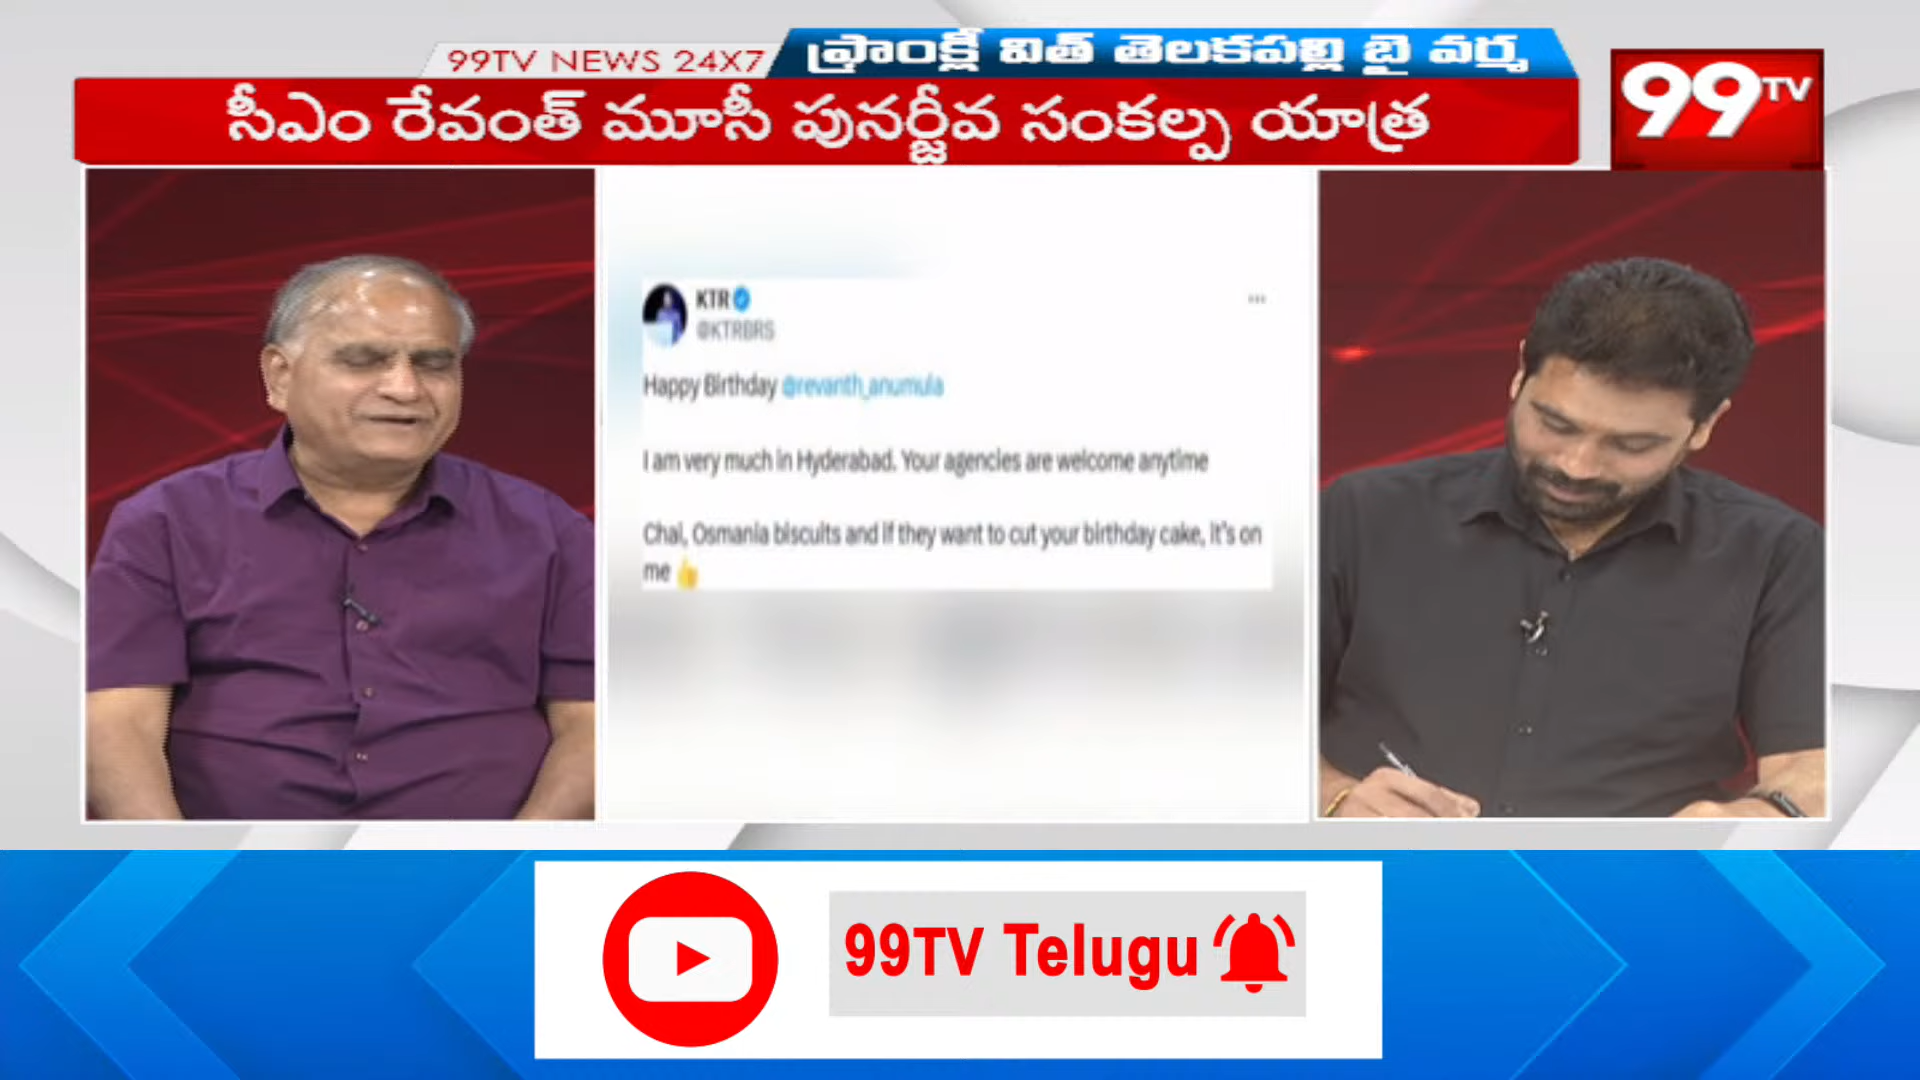 99TV NEWS 24X7
ఫ్రాంక్లీ విత్ తెలకపల్లి బై వర్మ
99TV
సీఎం రేవంత్ మూసీ పునర్జీవ సంకల్ప యాత్ర
KTR
@KTRBRS
Happy Birthday @revanth_anumula
I am very much in Hyderabad. Your agencies are welcome anytime
Chai, Osmania biscuits and if they want to cut your birthday cake, it's on
me 👍
99TV Telugu